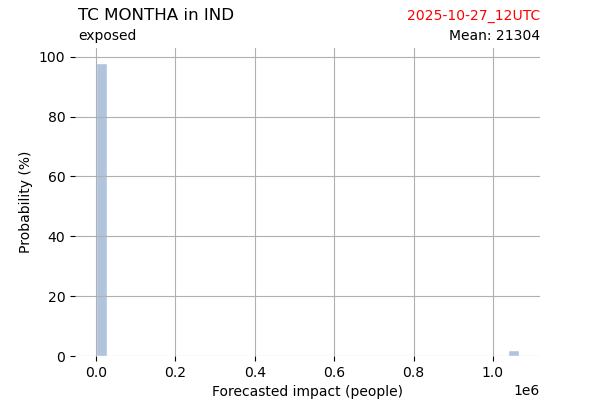 TC MONTHA in IND
2025-10-27_12UTC
exposed
Mean: 21304
100
80
60
40
20
0
Probability (%)
0.0 0.2 0.4 0.6 0.8 1.0
1e6
Forecasted impact (people)